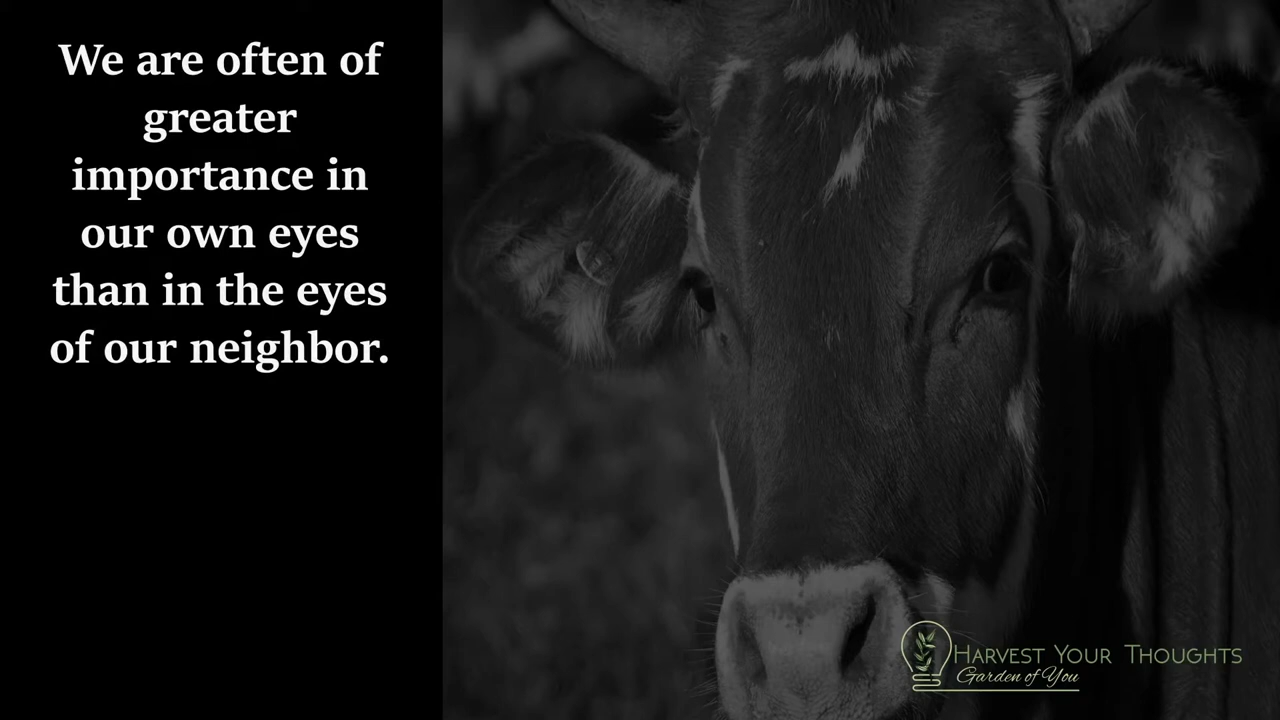 We are often of
greater
importance in
our own eyes
than in the eyes
of our neighbor.
Harvest Your Thoughts
Garden of You